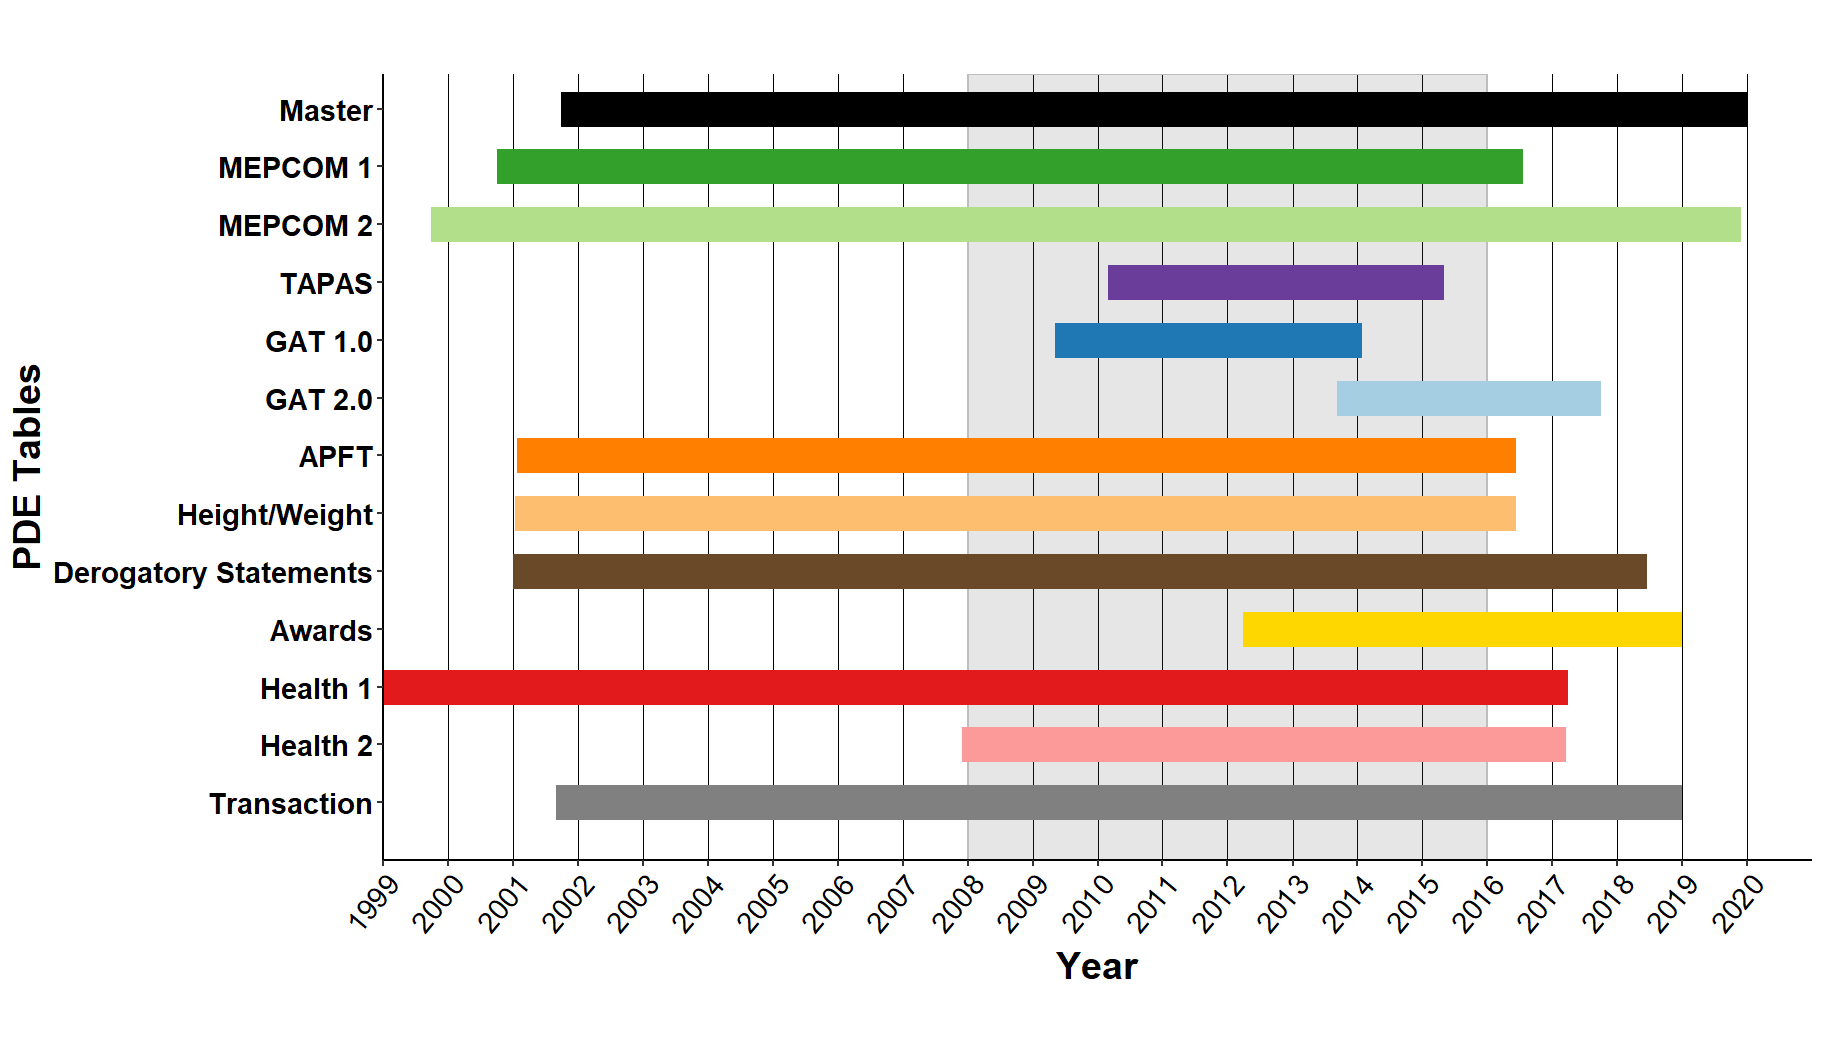 Master
MEPCOM 1
MEPCOM 2
TAPAS
GAT 1.0
GAT 2.0
APFT
Height/Weight
Derogatory Statements
Awards
Health 1
Health 2
Transaction
PDE Tables
1999 2000 2001 2002 2003 2004 2005 2006 2007 2008 2009 2010 2011 2012 2013 2014 2015 2016 2017 2018 2019 2020
Year